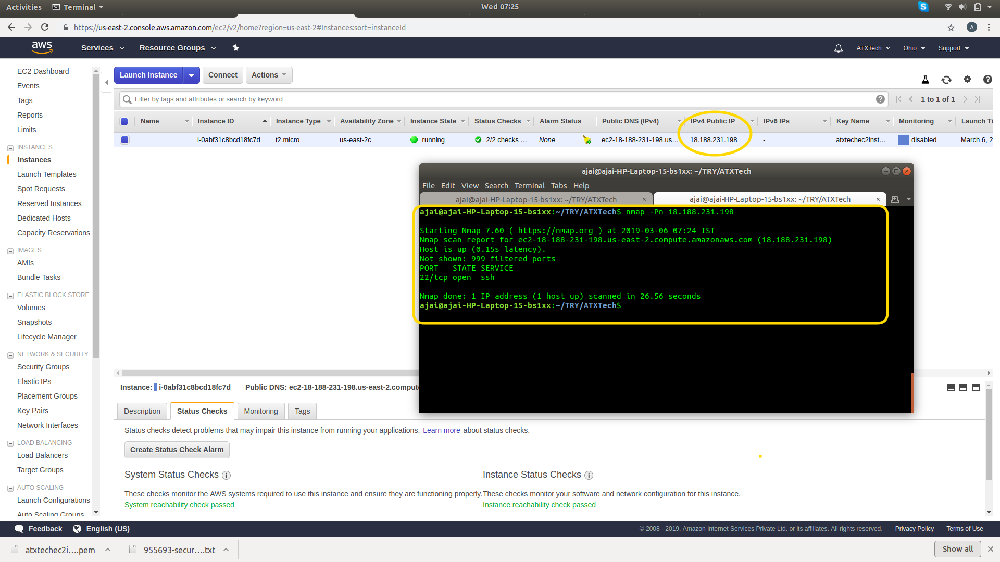 Activities Terminal Wed 07:25
https://us-east-2.console.aws.amazon.com/ec2/v2/home?region=us-east-2#Instances:sort=instanceId A
aws Services Resource Groups ATXTech Ohio Support
EC2 Dashboard
Events
Tags
Reports
Limits
INSTANCES
Instances
Launch Templates
Spot Requests
Reserved Instances
Dedicated Hosts
Capacity Reservations
IMAGES
AMIs
Bundle Tasks
ELASTIC BLOCK STORE
Volumes
Snapshots
Lifecycle Manager
NETWORK & SECURITY
Security Groups
Elastic IPs
Placement Groups
Key Pairs
Network Interfaces
LOAD BALANCING
Load Balancers
Target Groups
AUTO SCALING
Launch Configurations
Auto Scaling Groups
Launch Instance Connect Actions
Filter by tags and attributes or search by keyword 1 to 1 of 1
Name Instance ID Instance Type Availability Zone Instance State Status Checks Alarm Status Public DNS (IPv4) IPv4 Public IP IPv6 IPs Key Name Monitoring Launch Ti
i-0abf31c8bcd18fc7d t2.micro us-east-2c running 2/2 checks ... None ec2-18-188-231-198.us... 18.188.231.198 - atxtechec2inst... disabled March 6, 2
ajai@ajai-HP-Laptop-15-bs1xx: ~/TRY/ATXTech
File Edit View Search Terminal Tabs Help
ajai@ajai-HP-Laptop-15-bs1xx: ~/TRY/ATXTech × ajai@ajai-HP-Laptop-15-bs1xx: ~/TRY/ATXTech ×
ajai@ajai-HP-Laptop-15-bs1xx:~/TRY/ATXTech$ nmap -Pn 18.188.231.198
Starting Nmap 7.60 ( https://nmap.org ) at 2019-03-06 07:24 IST
Nmap scan report for ec2-18-188-231-198.us-east-2.compute.amazonaws.com (18.188.231.198)
Host is up (0.15s latency).
Not shown: 999 filtered ports
PORT   STATE SERVICE
22/tcp open  ssh
Nmap done: 1 IP address (1 host up) scanned in 26.56 seconds
ajai@ajai-HP-Laptop-15-bs1xx:~/TRY/ATXTech$
Instance: i-0abf31c8bcd18fc7d Public DNS: ec2-18-188-231-198.us-east-2.compute
Description Status Checks Monitoring Tags
Status checks detect problems that may impair this instance from running your applications. Learn more about status checks.
Create Status Check Alarm
System Status Checks Instance Status Checks
These checks monitor the AWS systems required to use this instance and ensure they are functioning properly. These checks monitor your software and network configuration for this instance.
System reachability check passed Instance reachability check passed
Feedback English (US) © 2008 - 2019, Amazon Internet Services Private Ltd. or its affiliates. All rights reserved. Privacy Policy Terms of Use
atxtechec2i....pem 955693-secur....txt Show all